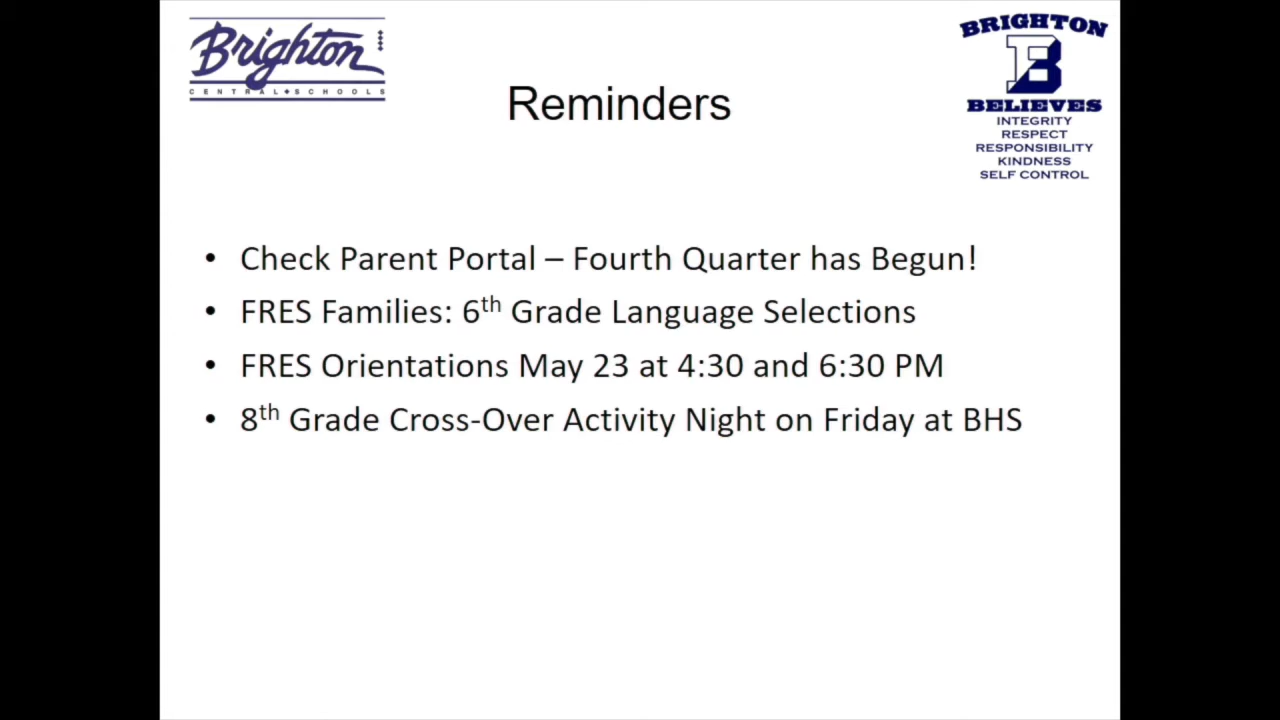 Brighton
CENTRAL SCHOOLS
BRIGHTON
B
BELIEVES
INTEGRITY
RESPECT
RESPONSIBILITY
KINDNESS
SELF CONTROL
Reminders
• Check Parent Portal – Fourth Quarter has Begun!
• FRES Families: 6th Grade Language Selections
• FRES Orientations May 23 at 4:30 and 6:30 PM
• 8th Grade Cross-Over Activity Night on Friday at BHS